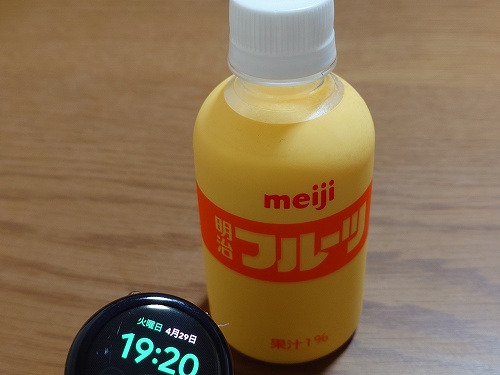 meiji
明治
フルーツ
果汁1%
火曜日 4月29日
19:20